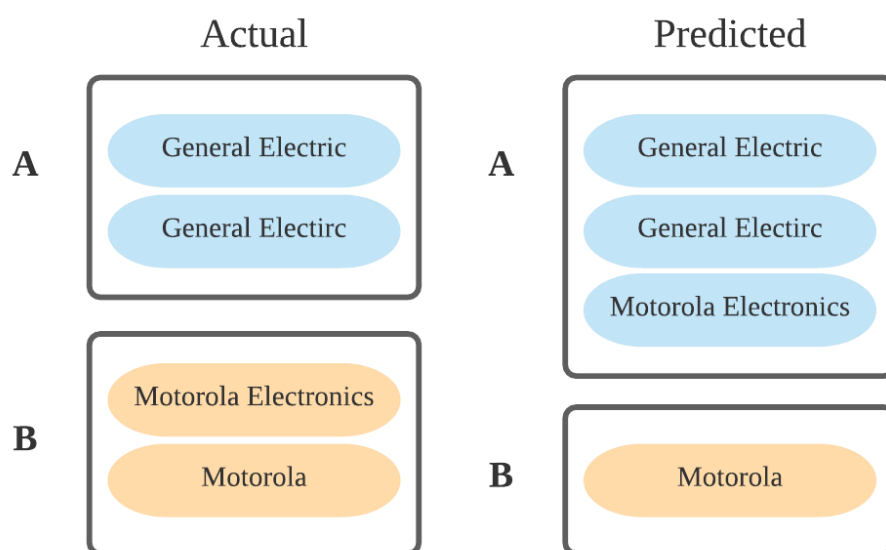 Actual
A
General Electric
General Electirc
B
Motorola Electronics
Motorola
Predicted
A
General Electric
General Electirc
Motorola Electronics
B
Motorola